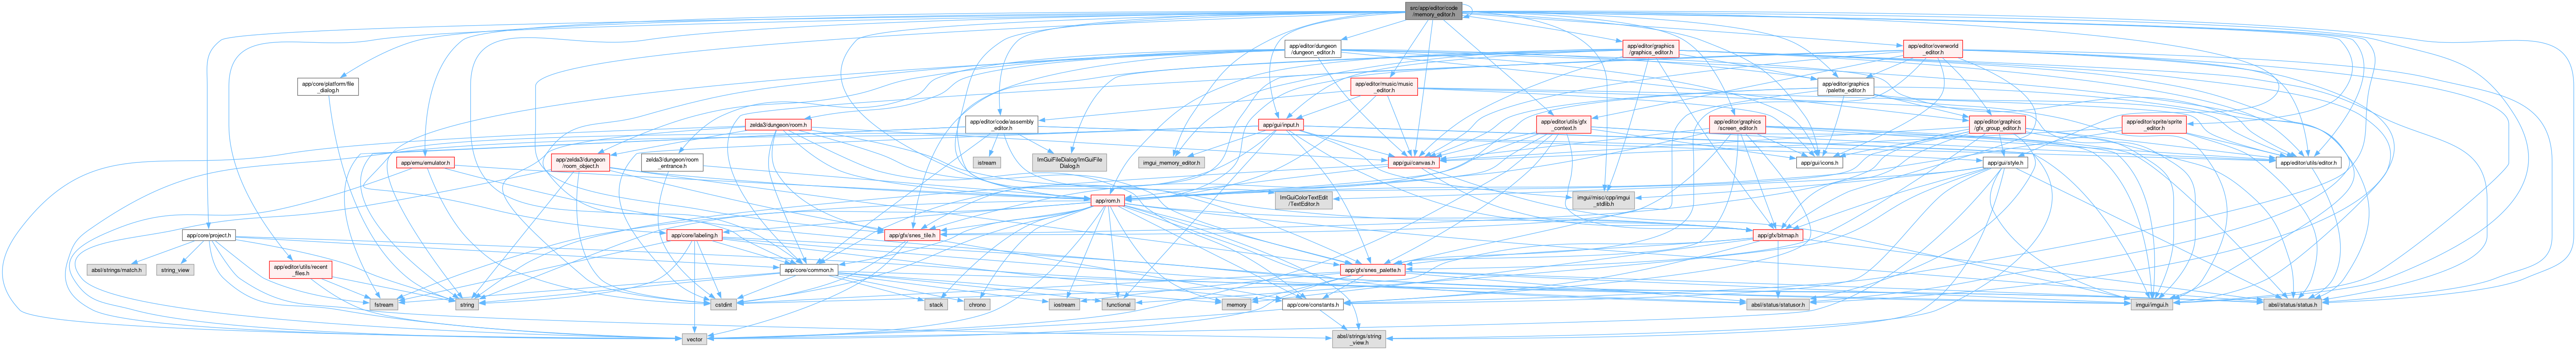 src/app/editor/code
/memory_editor.h
app/editor/dungeon
/dungeon_editor.h
app/editor/graphics
/graphics_editor.h
app/editor/overworld
_editor.h
app/core/platform/file
_dialog.h
app/editor/music/music
_editor.h
app/editor/graphics
/palette_editor.h
zelda3/dungeon/room.h
app/editor/code/assembly
_editor.h
app/gui/input.h
app/editor/utils/gfx
_context.h
app/editor/graphics
/screen_editor.h
app/editor/graphics
/gfx_group_editor.h
app/editor/sprite/sprite
_editor.h
app/emu/emulator.h
app/zelda3/dungeon
/room_object.h
zelda3/dungeon/room
_entrance.h
istream
ImGuiFileDialog/ImGuiFile
Dialog.h
imgui_memory_editor.h
app/gui/canvas.h
app/gui/icons.h
app/gui/style.h
app/editor/utils/editor.h
app/rom.h
ImGuiColorTextEdit
/TextEditor.h
imgui/misc/cpp/imgui
_stdlib.h
app/core/project.h
app/core/labeling.h
app/gfx/snes_tile.h
app/gfx/bitmap.h
absl/strings/match.h
string_view
app/editor/utils/recent
_files.h
app/core/common.h
app/gfx/snes_palette.h
fstream
string
cstdint
stack
chrono
iostream
functional
memory
app/core/constants.h
absl/status/statusor.h
imgui/imgui.h
absl/status/status.h
vector
absl/strings/string
_view.h